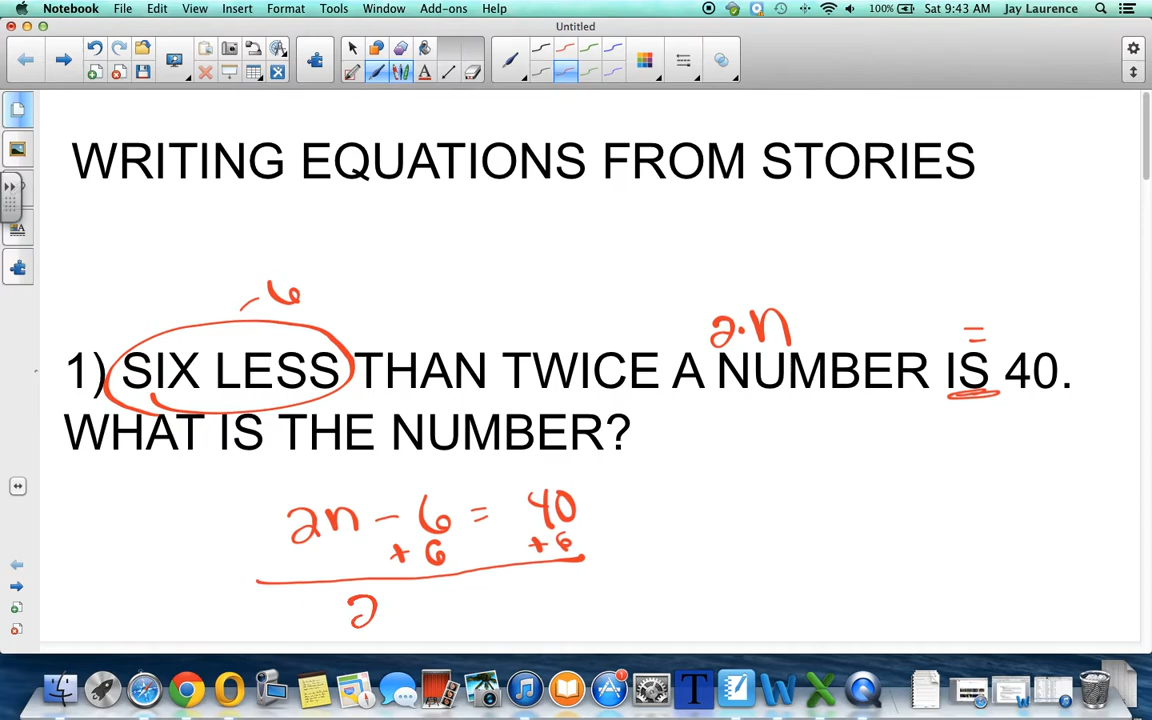 Notebook File Edit View Insert Format Tools Window Add-ons Help 100% Sat 9:43 AM Jay Laurence
Untitled
WRITING EQUATIONS FROM STORIES
-6
2·n =
1) SIX LESS THAN TWICE A NUMBER IS 40.
WHAT IS THE NUMBER?
2n - 6 = 40
+ 6 + 6
2